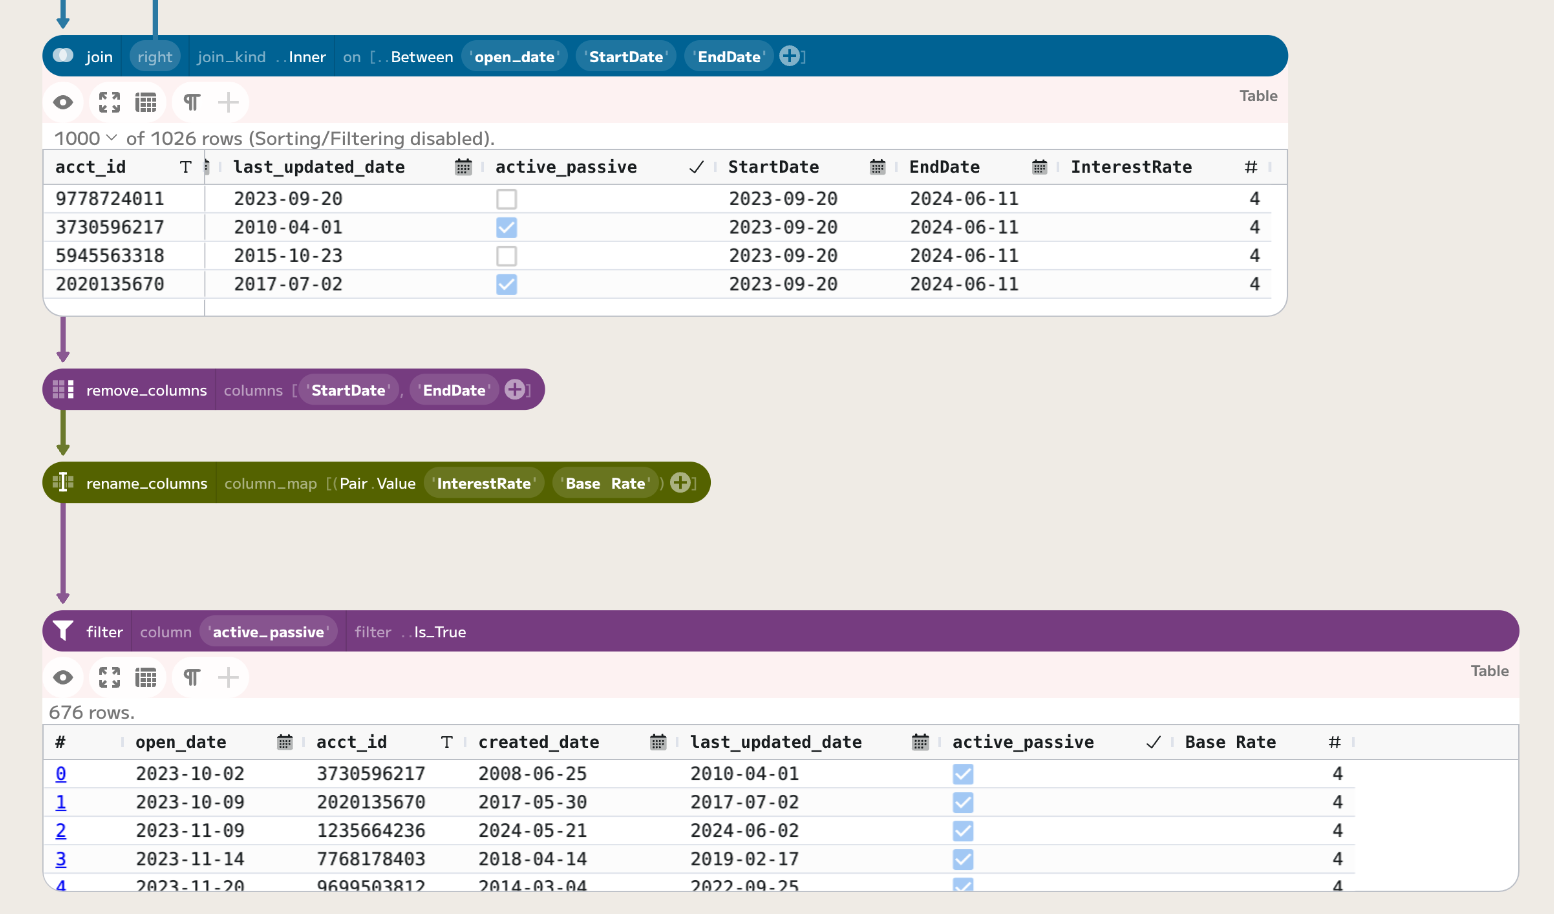 join right join_kind ..Inner on [..Between 'open_date' 'StartDate' 'EndDate' ]
Table
1000 of 1026 rows (Sorting/Filtering disabled).
acct_id T last_updated_date active_passive StartDate EndDate InterestRate #
9778724011 2023-09-20 2023-09-20 2024-06-11 4
3730596217 2010-04-01 2023-09-20 2024-06-11 4
5945563318 2015-10-23 2023-09-20 2024-06-11 4
2020135670 2017-07-02 2023-09-20 2024-06-11 4
remove_columns columns ['StartDate', 'EndDate' ]
rename_columns column_map [(Pair.Value 'InterestRate' 'Base Rate') ]
filter column 'active_passive' filter ..Is_True
Table
676 rows.
# open_date acct_id T created_date last_updated_date active_passive Base Rate #
0 2023-10-02 3730596217 2008-06-25 2010-04-01 4
1 2023-10-09 2020135670 2017-05-30 2017-07-02 4
2 2023-11-09 1235664236 2024-05-21 2024-06-02 4
3 2023-11-14 7768178403 2018-04-14 2019-02-17 4
4 2023-11-20 9699503812 2014-03-04 2022-09-25 4